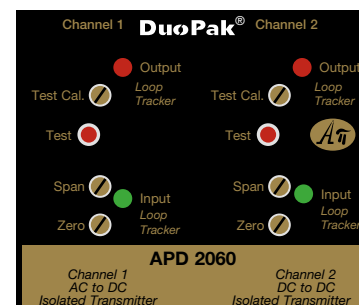 Channel 1 DuoPak® Channel 2
Output Output
Test Cal. Loop Tracker Test Cal. Loop Tracker
Test Test
Span Span
Input Input
Zero Loop Tracker Zero Loop Tracker
APD 2060
Channel 1 Channel 2
AC to DC DC to DC
Isolated Transmitter Isolated Transmitter